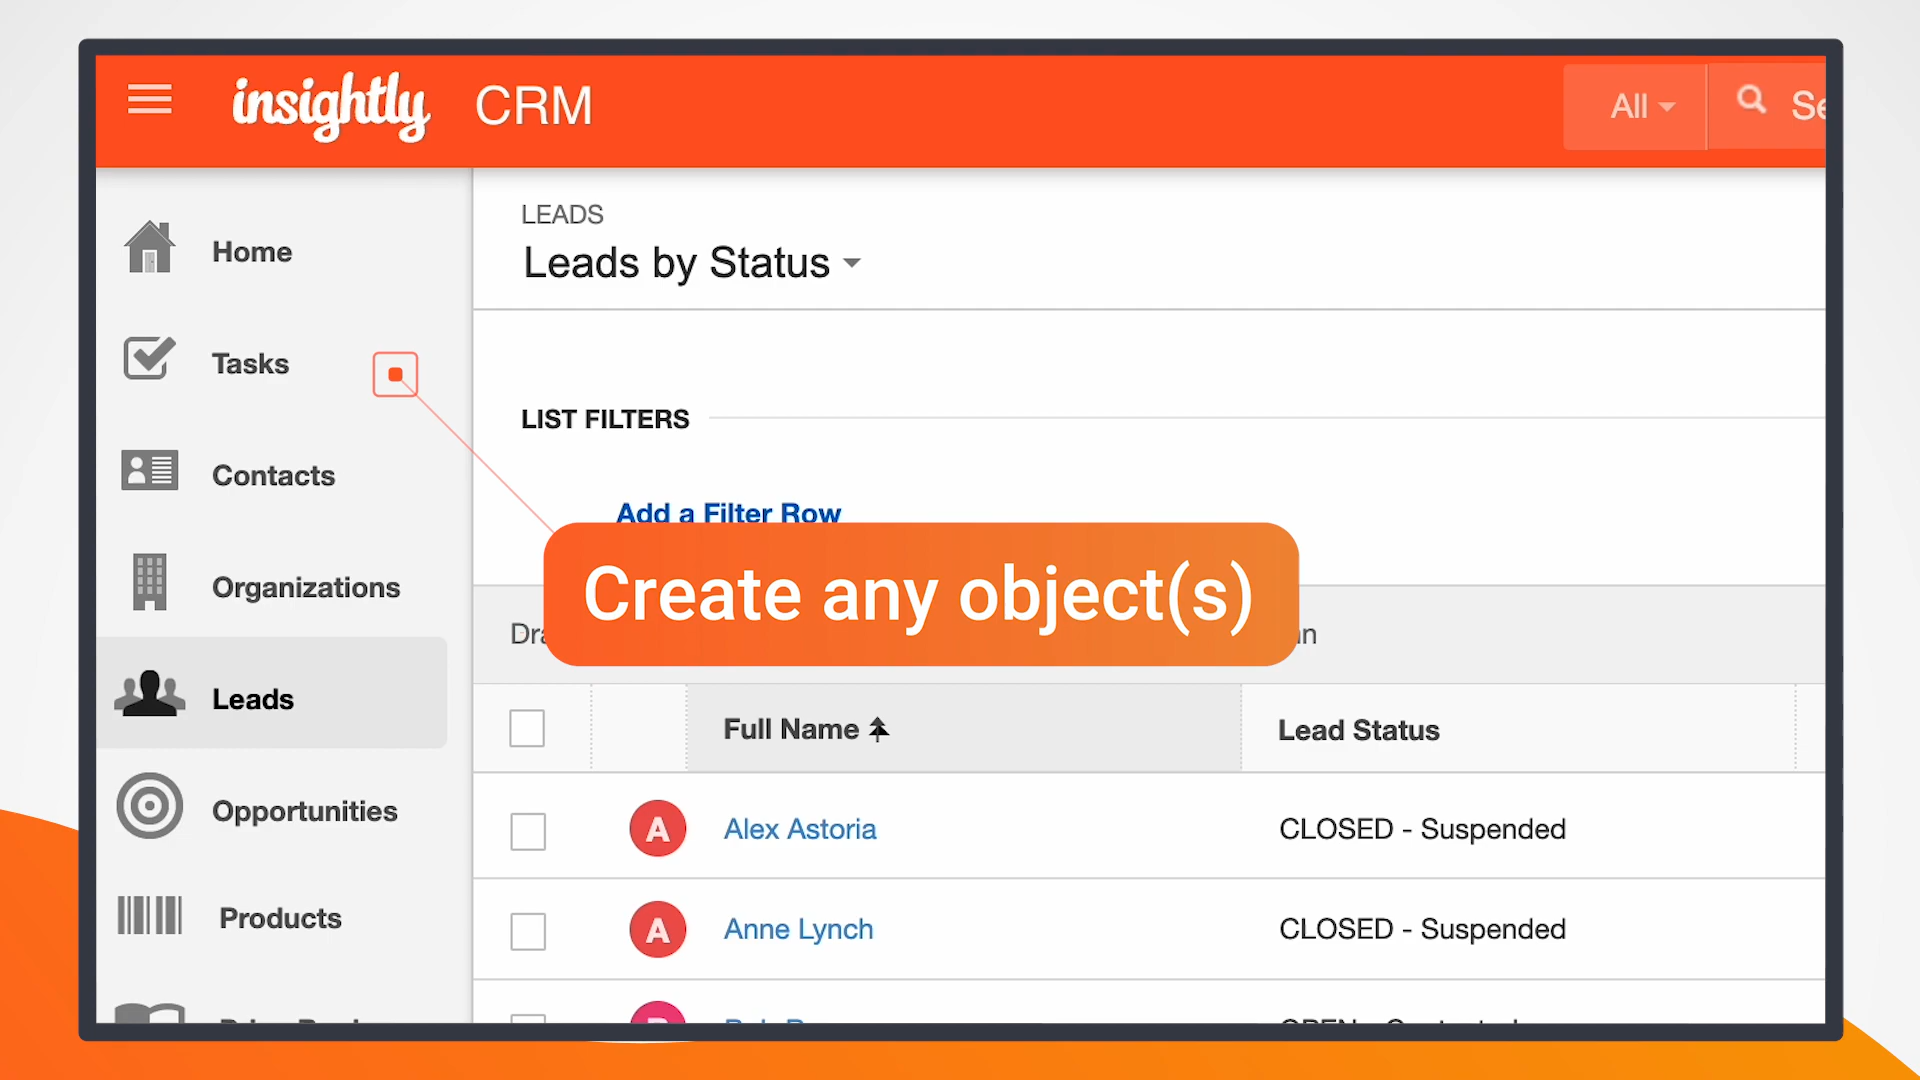 insightly CRM
All
LEADS
Leads by Status
Home
Tasks
Contacts
Organizations
Leads
Opportunities
Products
LIST FILTERS
Add a Filter Row
Create any object(s)
Full Name
Lead Status
A Alex Astoria CLOSED - Suspended
A Anne Lynch CLOSED - Suspended